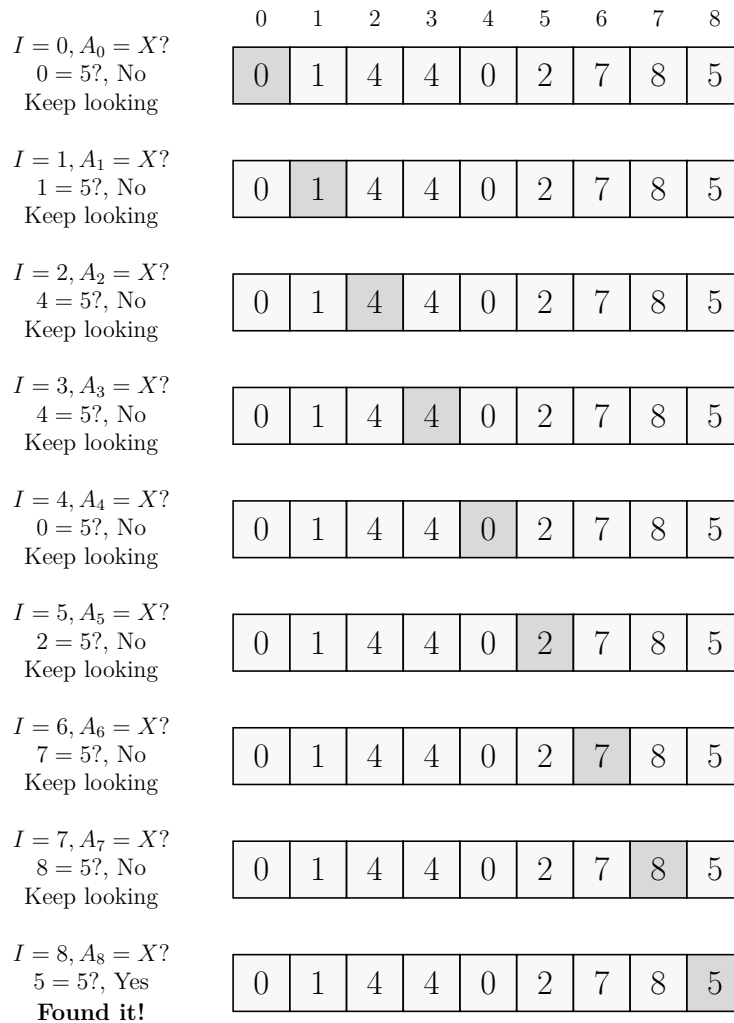 0 1 2 3 4 5 6 7 8
I = 0, A₀ = X?
0 = 5?, No
Keep looking
0 1 4 4 0 2 7 8 5
I = 1, A₁ = X?
1 = 5?, No
Keep looking
0 1 4 4 0 2 7 8 5
I = 2, A₂ = X?
4 = 5?, No
Keep looking
0 1 4 4 0 2 7 8 5
I = 3, A₃ = X?
4 = 5?, No
Keep looking
0 1 4 4 0 2 7 8 5
I = 4, A₄ = X?
0 = 5?, No
Keep looking
0 1 4 4 0 2 7 8 5
I = 5, A₅ = X?
2 = 5?, No
Keep looking
0 1 4 4 0 2 7 8 5
I = 6, A₆ = X?
7 = 5?, No
Keep looking
0 1 4 4 0 2 7 8 5
I = 7, A₇ = X?
8 = 5?, No
Keep looking
0 1 4 4 0 2 7 8 5
I = 8, A₈ = X?
5 = 5?, Yes
Found it!
0 1 4 4 0 2 7 8 5